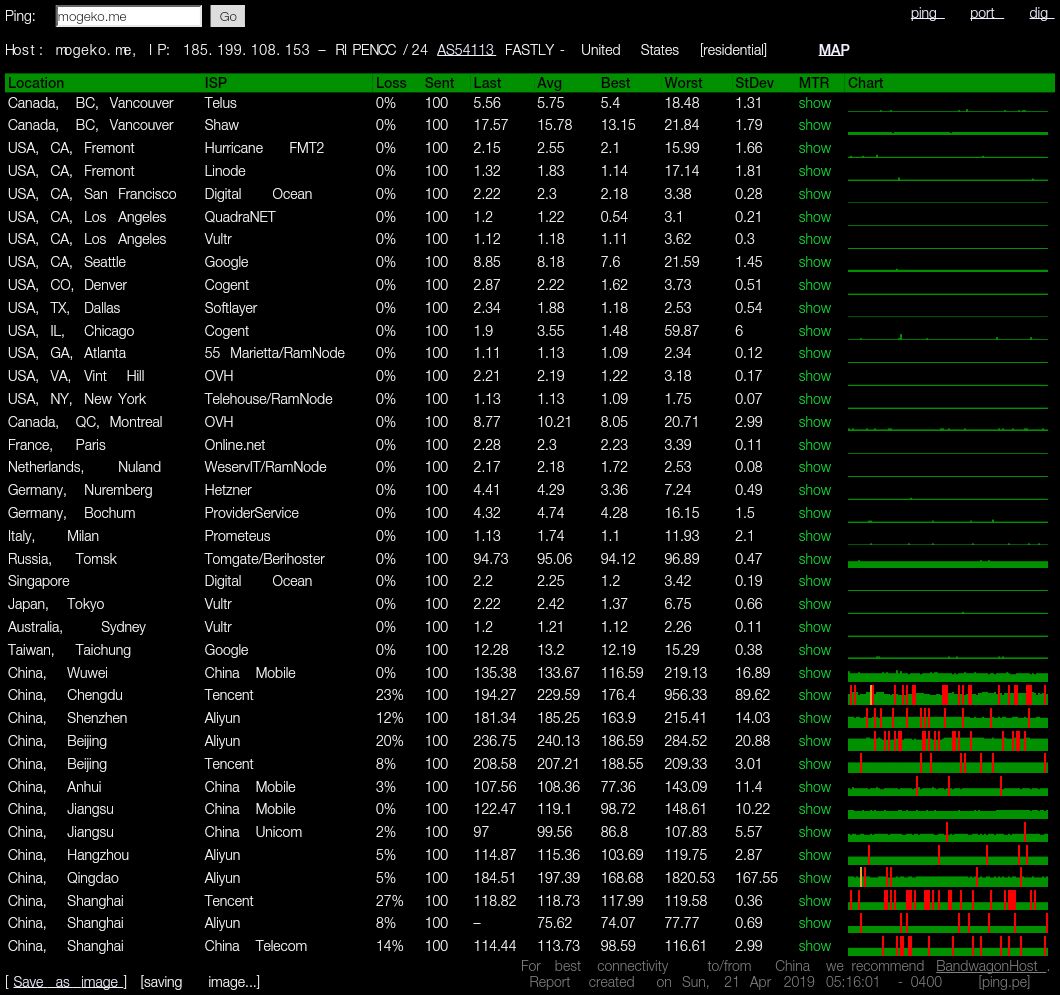 Ping: mogeko.me Go ping port dig
Host: mogeko.me, IP: 185.199.108.153 – RIPENCC /24 AS54113 FASTLY - United States [residential] MAP
Location ISP Loss Sent Last Avg Best Worst StDev MTR Chart
Canada, BC, Vancouver Telus 0% 100 5.56 5.75 5.4 18.48 1.31 show
Canada, BC, Vancouver Shaw 0% 100 17.57 15.78 13.15 21.84 1.79 show
USA, CA, Fremont Hurricane FMT2 0% 100 2.15 2.55 2.1 15.99 1.66 show
USA, CA, Fremont Linode 0% 100 1.32 1.83 1.14 17.14 1.81 show
USA, CA, San Francisco Digital Ocean 0% 100 2.22 2.3 2.18 3.38 0.28 show
USA, CA, Los Angeles QuadraNET 0% 100 1.2 1.22 0.54 3.1 0.21 show
USA, CA, Los Angeles Vultr 0% 100 1.12 1.18 1.11 3.62 0.3 show
USA, CA, Seattle Google 0% 100 8.85 8.18 7.6 21.59 1.45 show
USA, CO, Denver Cogent 0% 100 2.87 2.22 1.62 3.73 0.51 show
USA, TX, Dallas Softlayer 0% 100 2.34 1.88 1.18 2.53 0.54 show
USA, IL, Chicago Cogent 0% 100 1.9 3.55 1.48 59.87 6 show
USA, GA, Atlanta 55 Marietta/RamNode 0% 100 1.11 1.13 1.09 2.34 0.12 show
USA, VA, Vint Hill OVH 0% 100 2.21 2.19 1.22 3.18 0.17 show
USA, NY, New York Telehouse/RamNode 0% 100 1.13 1.13 1.09 1.75 0.07 show
Canada, QC, Montreal OVH 0% 100 8.77 10.21 8.05 20.71 2.99 show
France, Paris Online.net 0% 100 2.28 2.3 2.23 3.39 0.11 show
Netherlands, Nuland WeservIT/RamNode 0% 100 2.17 2.18 1.72 2.53 0.08 show
Germany, Nuremberg Hetzner 0% 100 4.41 4.29 3.36 7.24 0.49 show
Germany, Bochum ProviderService 0% 100 4.32 4.74 4.28 16.15 1.5 show
Italy, Milan Prometeus 0% 100 1.13 1.74 1.1 11.93 2.1 show
Russia, Tomsk Tomgate/Berihoster 0% 100 94.73 95.06 94.12 96.89 0.47 show
Singapore Digital Ocean 0% 100 2.2 2.25 1.2 3.42 0.19 show
Japan, Tokyo Vultr 0% 100 2.22 2.42 1.37 6.75 0.66 show
Australia, Sydney Vultr 0% 100 1.2 1.21 1.12 2.26 0.11 show
Taiwan, Taichung Google 0% 100 12.28 13.2 12.19 15.29 0.38 show
China, Wuwei China Mobile 0% 100 135.38 133.67 116.59 219.13 16.89 show
China, Chengdu Tencent 23% 100 194.27 229.59 176.4 956.33 89.62 show
China, Shenzhen Aliyun 12% 100 181.34 185.25 163.9 215.41 14.03 show
China, Beijing Aliyun 20% 100 236.75 240.13 186.59 284.52 20.88 show
China, Beijing Tencent 8% 100 208.58 207.21 188.55 209.33 3.01 show
China, Anhui China Mobile 3% 100 107.56 108.36 77.36 143.09 11.4 show
China, Jiangsu China Mobile 0% 100 122.47 119.1 98.72 148.61 10.22 show
China, Jiangsu China Unicom 2% 100 97 99.56 86.8 107.83 5.57 show
China, Hangzhou Aliyun 5% 100 114.87 115.36 103.69 119.75 2.87 show
China, Qingdao Aliyun 5% 100 184.51 197.39 168.68 1820.53 167.55 show
China, Shanghai Tencent 27% 100 118.82 118.73 117.99 119.58 0.36 show
China, Shanghai Aliyun 8% 100 – 75.62 74.07 77.77 0.69 show
China, Shanghai China Telecom 14% 100 114.44 113.73 98.59 116.61 2.99 show
For best connectivity to/from China we recommend BandwagonHost .
[ Save as image ] [saving image...] Report created on Sun, 21 Apr 2019 05:16:01 - 0400 [ping.pe]